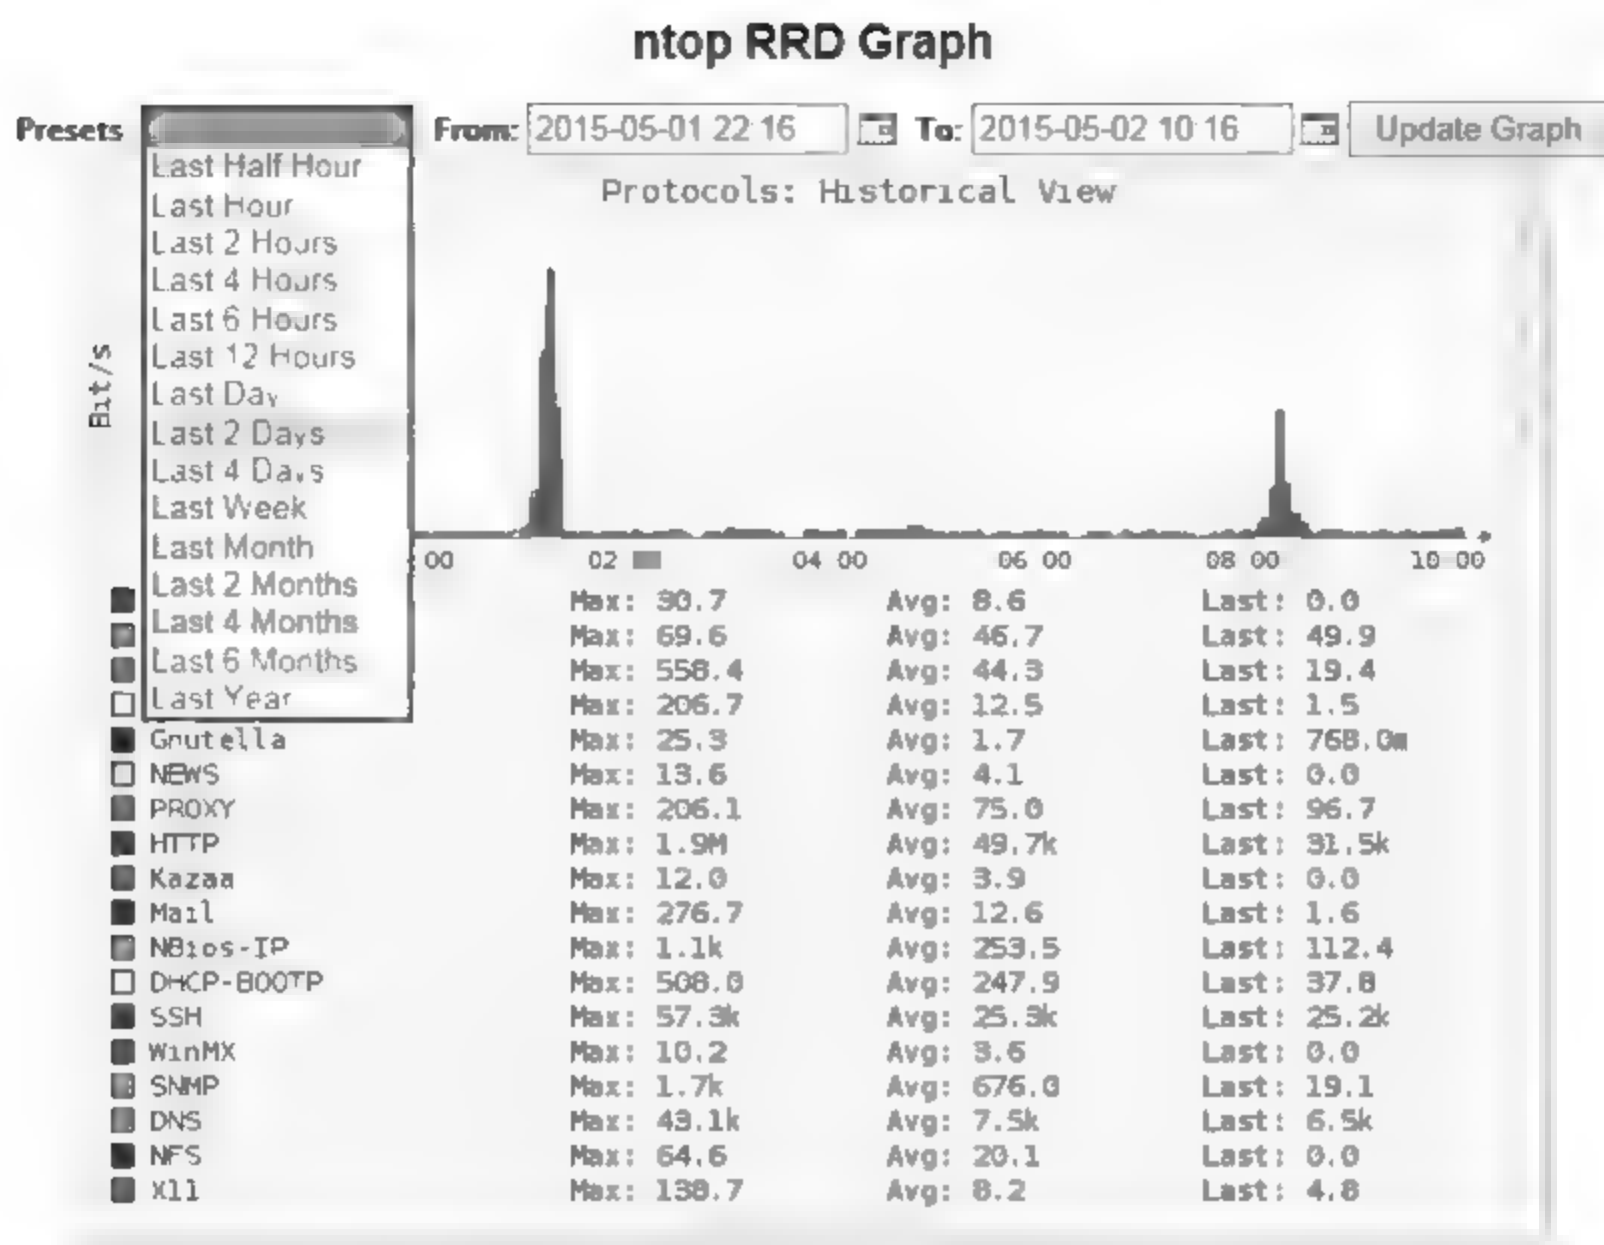 ntop RRD Graph
Presets From: 2015-05-01 22:16 To: 2015-05-02 10:16 Update Graph
Last Half Hour
Last Hour
Last 2 Hours
Last 4 Hours
Last 6 Hours
Last 12 Hours
Last Day
Last 2 Days
Last 4 Days
Last Week
Last Month
Last 2 Months
Last 4 Months
Last 6 Months
Last Year
Protocols: Historical View
Bit/s
00 02 04:00 06:00 08:00 10:00
Max: 30.7 Avg: 8.6 Last: 0.0
Max: 69.6 Avg: 46.7 Last: 49.9
Max: 558.4 Avg: 44.3 Last: 19.4
Max: 206.7 Avg: 12.5 Last: 1.5
Gnutella Max: 25.3 Avg: 1.7 Last: 768.0m
NEWS Max: 13.6 Avg: 4.1 Last: 0.0
PROXY Max: 206.1 Avg: 75.0 Last: 96.7
HTTP Max: 1.9M Avg: 49.7k Last: 31.5k
Kazaa Max: 12.0 Avg: 3.9 Last: 0.0
Mail Max: 276.7 Avg: 12.6 Last: 1.6
NBios-IP Max: 1.1k Avg: 253.5 Last: 112.4
DHCP-BOOTP Max: 508.0 Avg: 247.9 Last: 37.8
SSH Max: 57.3k Avg: 25.3k Last: 25.2k
WinMX Max: 10.2 Avg: 3.6 Last: 0.0
SNMP Max: 1.7k Avg: 676.0 Last: 19.1
DNS Max: 43.1k Avg: 7.5k Last: 6.5k
NFS Max: 64.6 Avg: 20.1 Last: 0.0
X11 Max: 138.7 Avg: 8.2 Last: 4.8